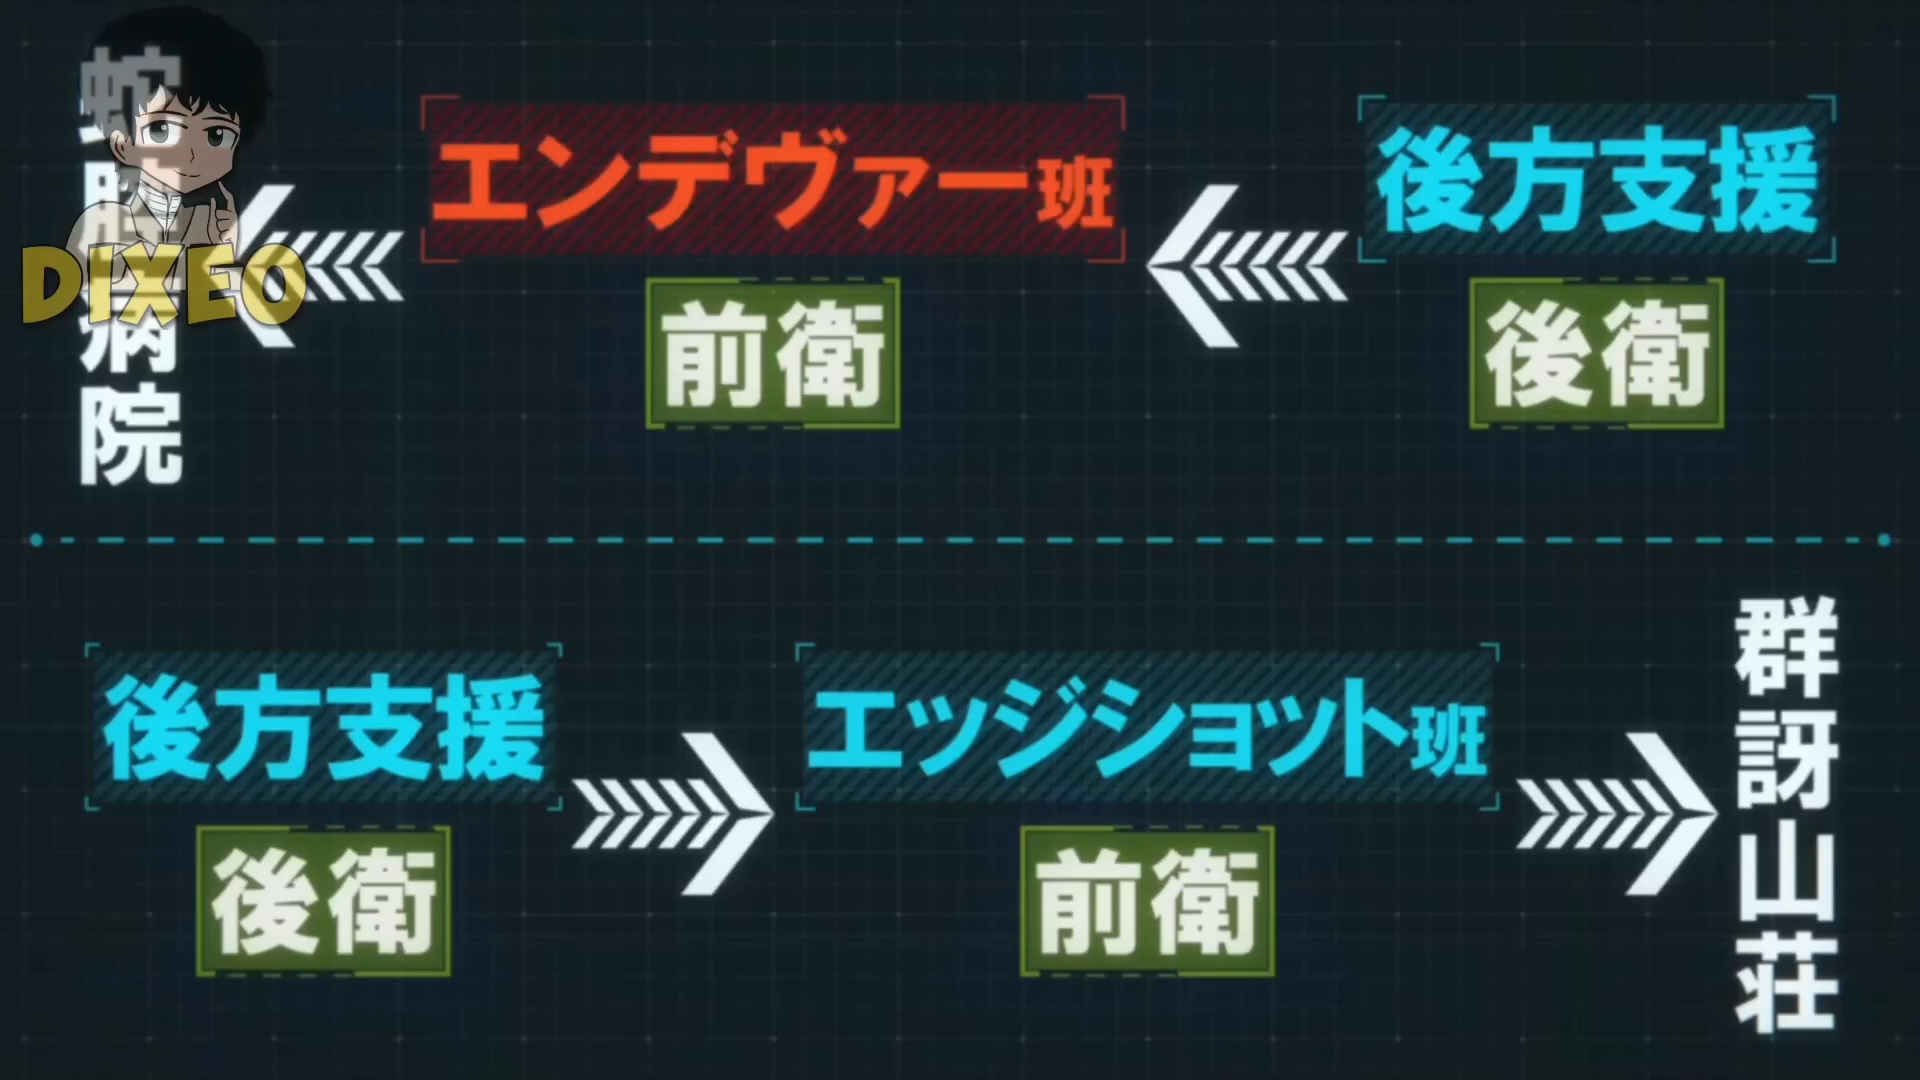 蛇腔病院
エンデヴァー班
後方支援
前衛
後衛
DIXEO
後方支援
エッジショット班
群訝山荘
後衛
前衛